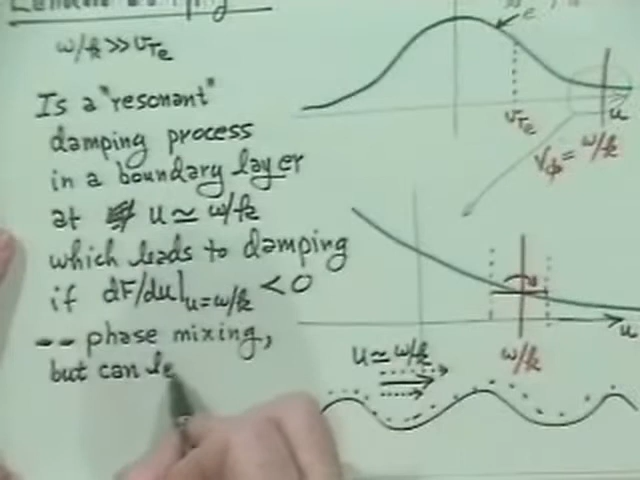 ω/k >> v_Te
Is a "resonant"
damping process
in a boundary layer
at u ≃ ω/k
which leads to damping
if dF/du|u=ω/k < 0
-- phase mixing,
but can le
e
u
v_Te
V_ϕ = ω/k
u
ω/k
u ≃ ω/k